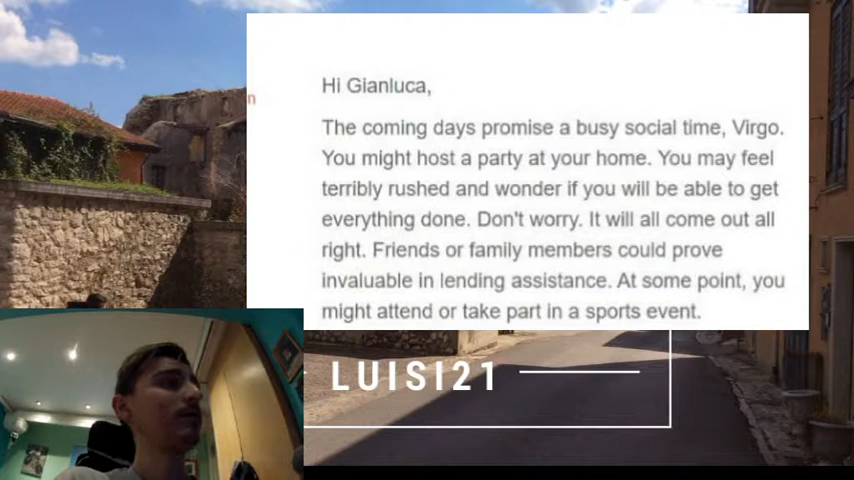 Hi Gianluca,
n
The coming days promise a busy social time, Virgo.
You might host a party at your home. You may feel
terribly rushed and wonder if you will be able to get
everything done. Don't worry. It will all come out all
right. Friends or family members could prove
invaluable in lending assistance. At some point, you
might attend or take part in a sports event.
LUISI21